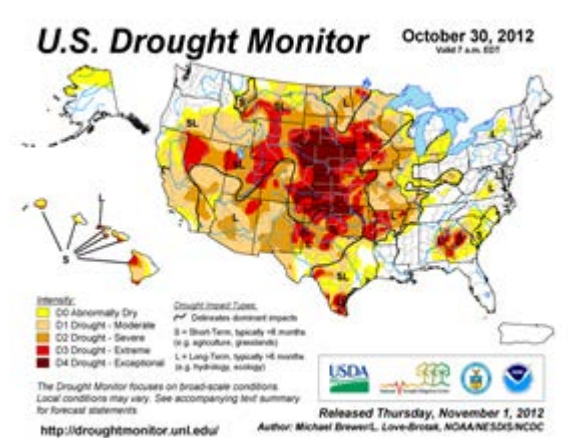 U.S. Drought Monitor
October 30, 2012
Valid 7 a.m. EDT
SL
S
SL
L
L
L
L
SL
L
S
Intensity:
D0 Abnormally Dry
D1 Drought - Moderate
D2 Drought - Severe
D3 Drought - Extreme
D4 Drought - Exceptional
Drought Impact Types:
Delineates dominant impacts
S = Short-Term, typically <6 months
(e.g. agriculture, grasslands)
L = Long-Term, typically >6 months
(e.g. hydrology, ecology)
The Drought Monitor focuses on broad-scale conditions.
Local conditions may vary. See accompanying text summary
for forecast statements.
http://droughtmonitor.unl.edu/
USDA
Released Thursday, November 1, 2012
Author: Michael Brewer/L. Love-Brotak, NOAA/NESDIS/NCDC